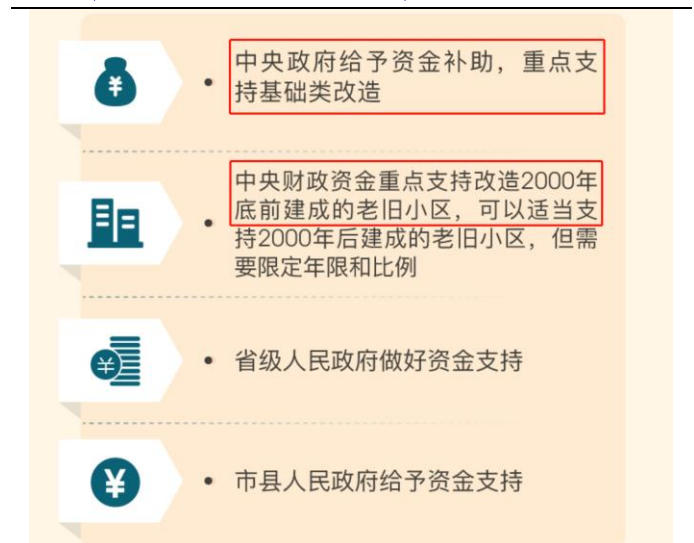 中央政府给予资金补助，重点支
持基础类改造
中央财政资金重点支持改造2000年
底前建成的老旧小区，可以适当支
持2000年后建成的老旧小区，但需
要限定年限和比例
省级人民政府做好资金支持
市县人民政府给予资金支持